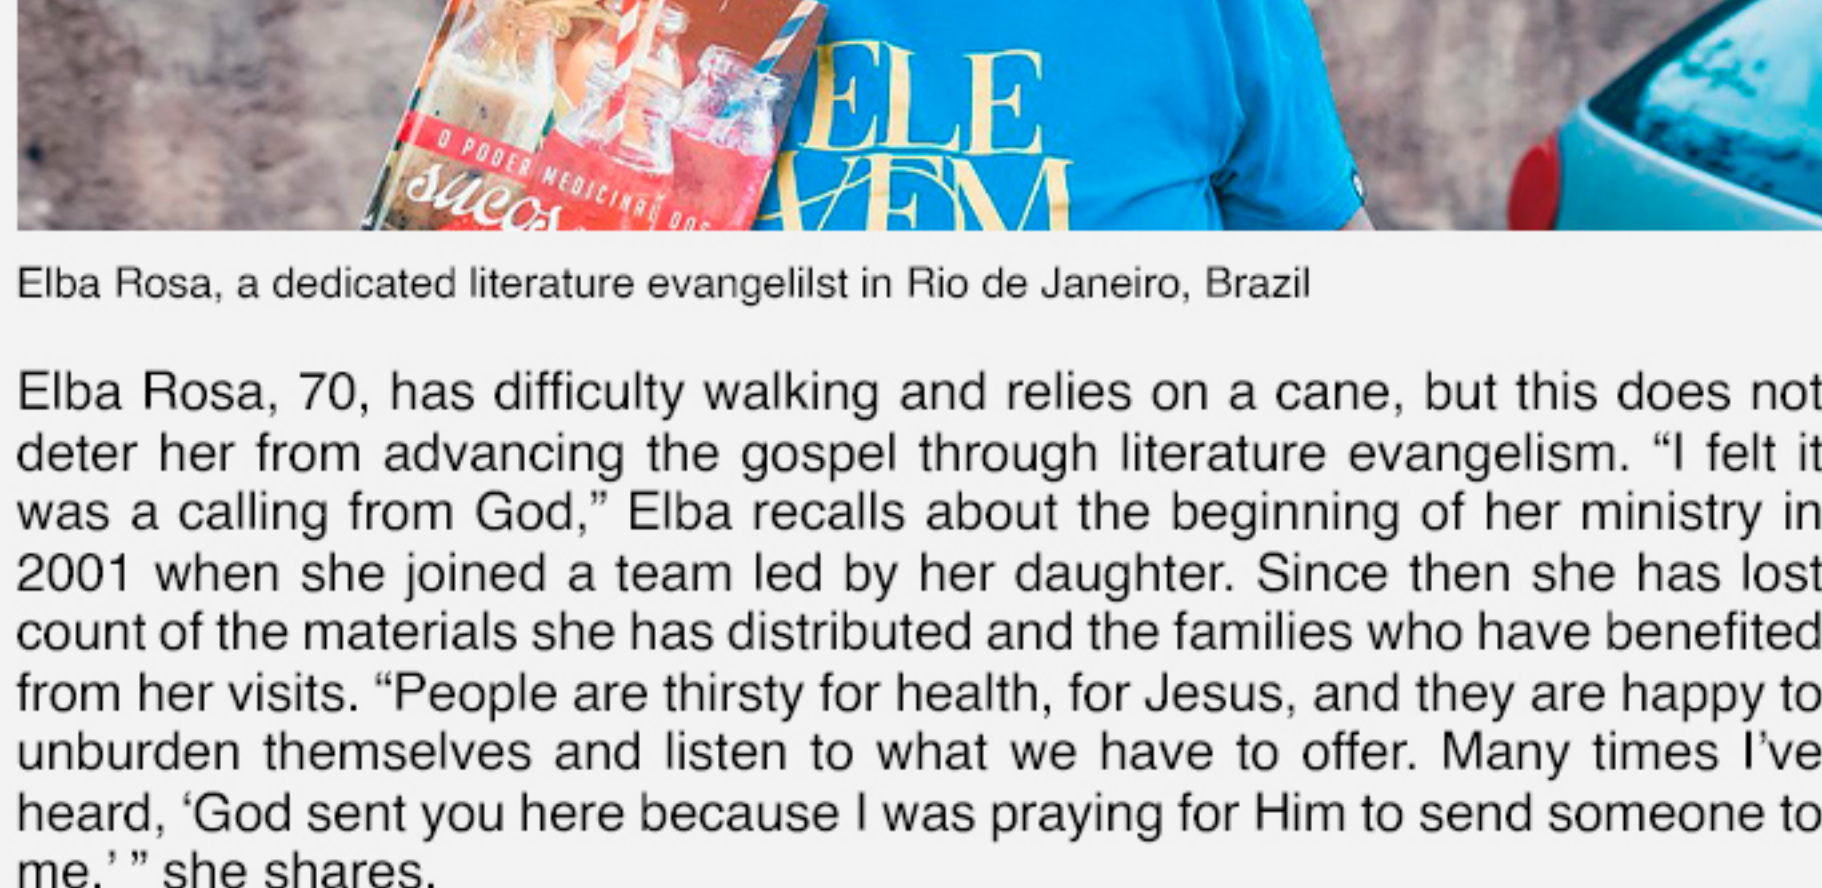 ELE
VEM
O PODER MEDICINAL DOS
sucos
Elba Rosa, a dedicated literature evangelilst in Rio de Janeiro, Brazil
Elba Rosa, 70, has difficulty walking and relies on a cane, but this does not
deter her from advancing the gospel through literature evangelism. “I felt it
was a calling from God,” Elba recalls about the beginning of her ministry in
2001 when she joined a team led by her daughter. Since then she has lost
count of the materials she has distributed and the families who have benefited
from her visits. “People are thirsty for health, for Jesus, and they are happy to
unburden themselves and listen to what we have to offer. Many times I’ve
heard, ‘God sent you here because I was praying for Him to send someone to
me.’ ” she shares.